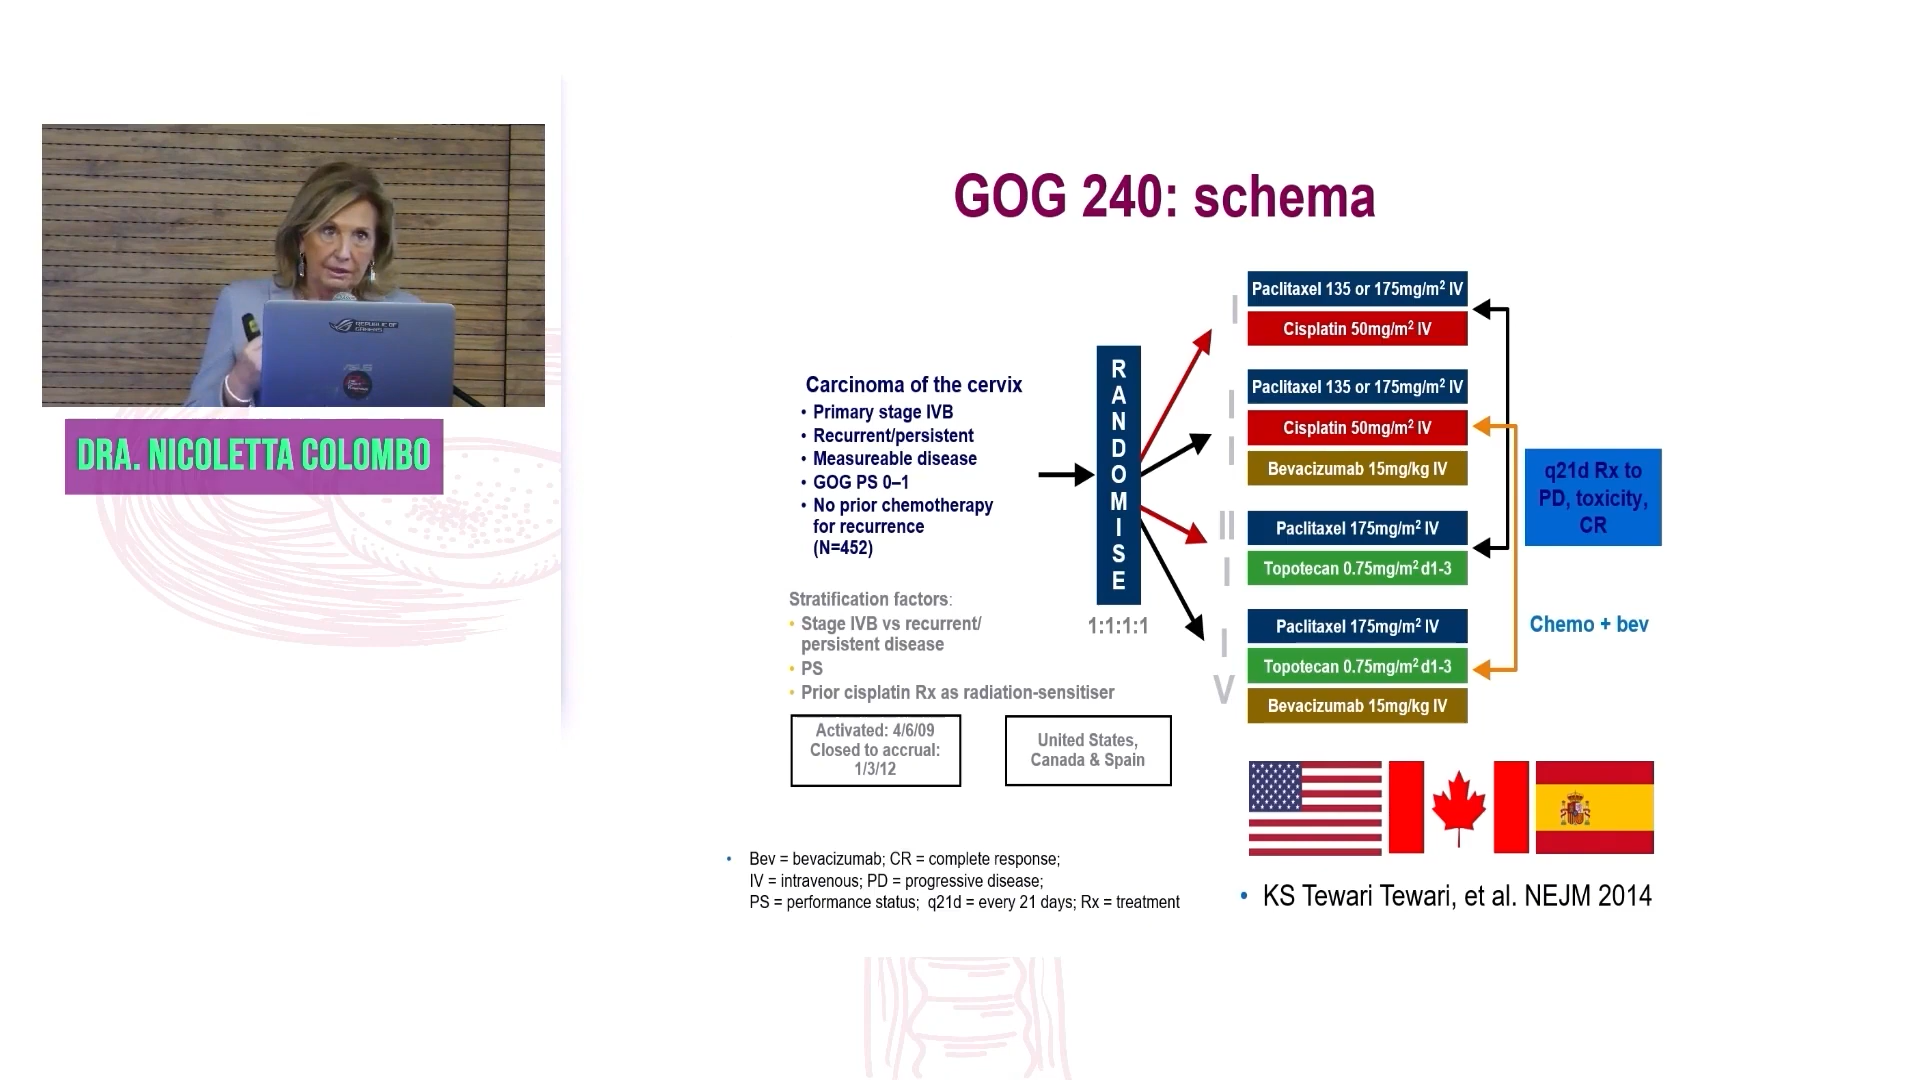 GOG 240: schema
REPUBLIC OF
GAMERS
ASUS
DRA. NICOLETTA COLOMBO
Carcinoma of the cervix
• Primary stage IVB
• Recurrent/persistent
• Measureable disease
• GOG PS 0–1
• No prior chemotherapy
for recurrence
(N=452)
Stratification factors:
• Stage IVB vs recurrent/
persistent disease
• PS
• Prior cisplatin Rx as radiation-sensitiser
Activated: 4/6/09
Closed to accrual:
1/3/12
United States,
Canada & Spain
R
A
N
D
O
M
I
S
E
1:1:1:1
I
Paclitaxel 135 or 175mg/m² IV
Cisplatin 50mg/m² IV
I
I
Paclitaxel 135 or 175mg/m² IV
Cisplatin 50mg/m² IV
Bevacizumab 15mg/kg IV
II
I
Paclitaxel 175mg/m² IV
Topotecan 0.75mg/m² d1-3
I
V
Paclitaxel 175mg/m² IV
Topotecan 0.75mg/m² d1-3
Bevacizumab 15mg/kg IV
q21d Rx to
PD, toxicity,
CR
Chemo + bev
• Bev = bevacizumab; CR = complete response;
IV = intravenous; PD = progressive disease;
PS = performance status; q21d = every 21 days; Rx = treatment
• KS Tewari Tewari, et al. NEJM 2014